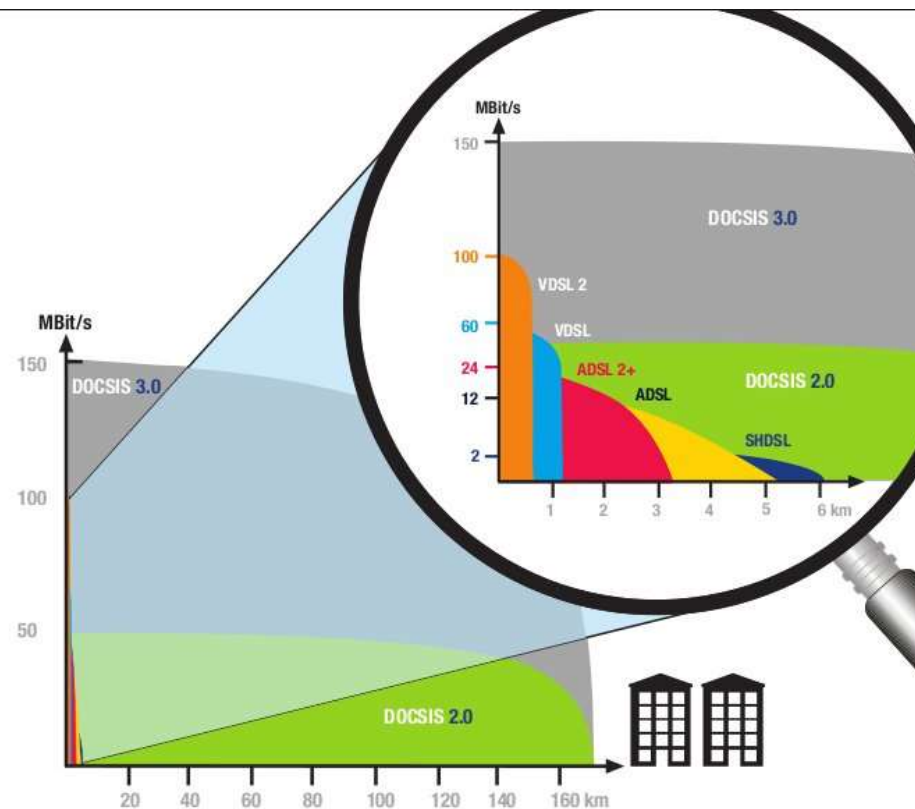 MBit/s
150
DOCSIS 3.0
100
VDSL 2
60
VDSL
24
ADSL 2+
DOCSIS 2.0
12
ADSL
2
SHDSL
1 2 3 4 5 6 km
MBit/s
150
DOCSIS 3.0
100
50
DOCSIS 2.0
20 40 60 80 100 120 140 160 km